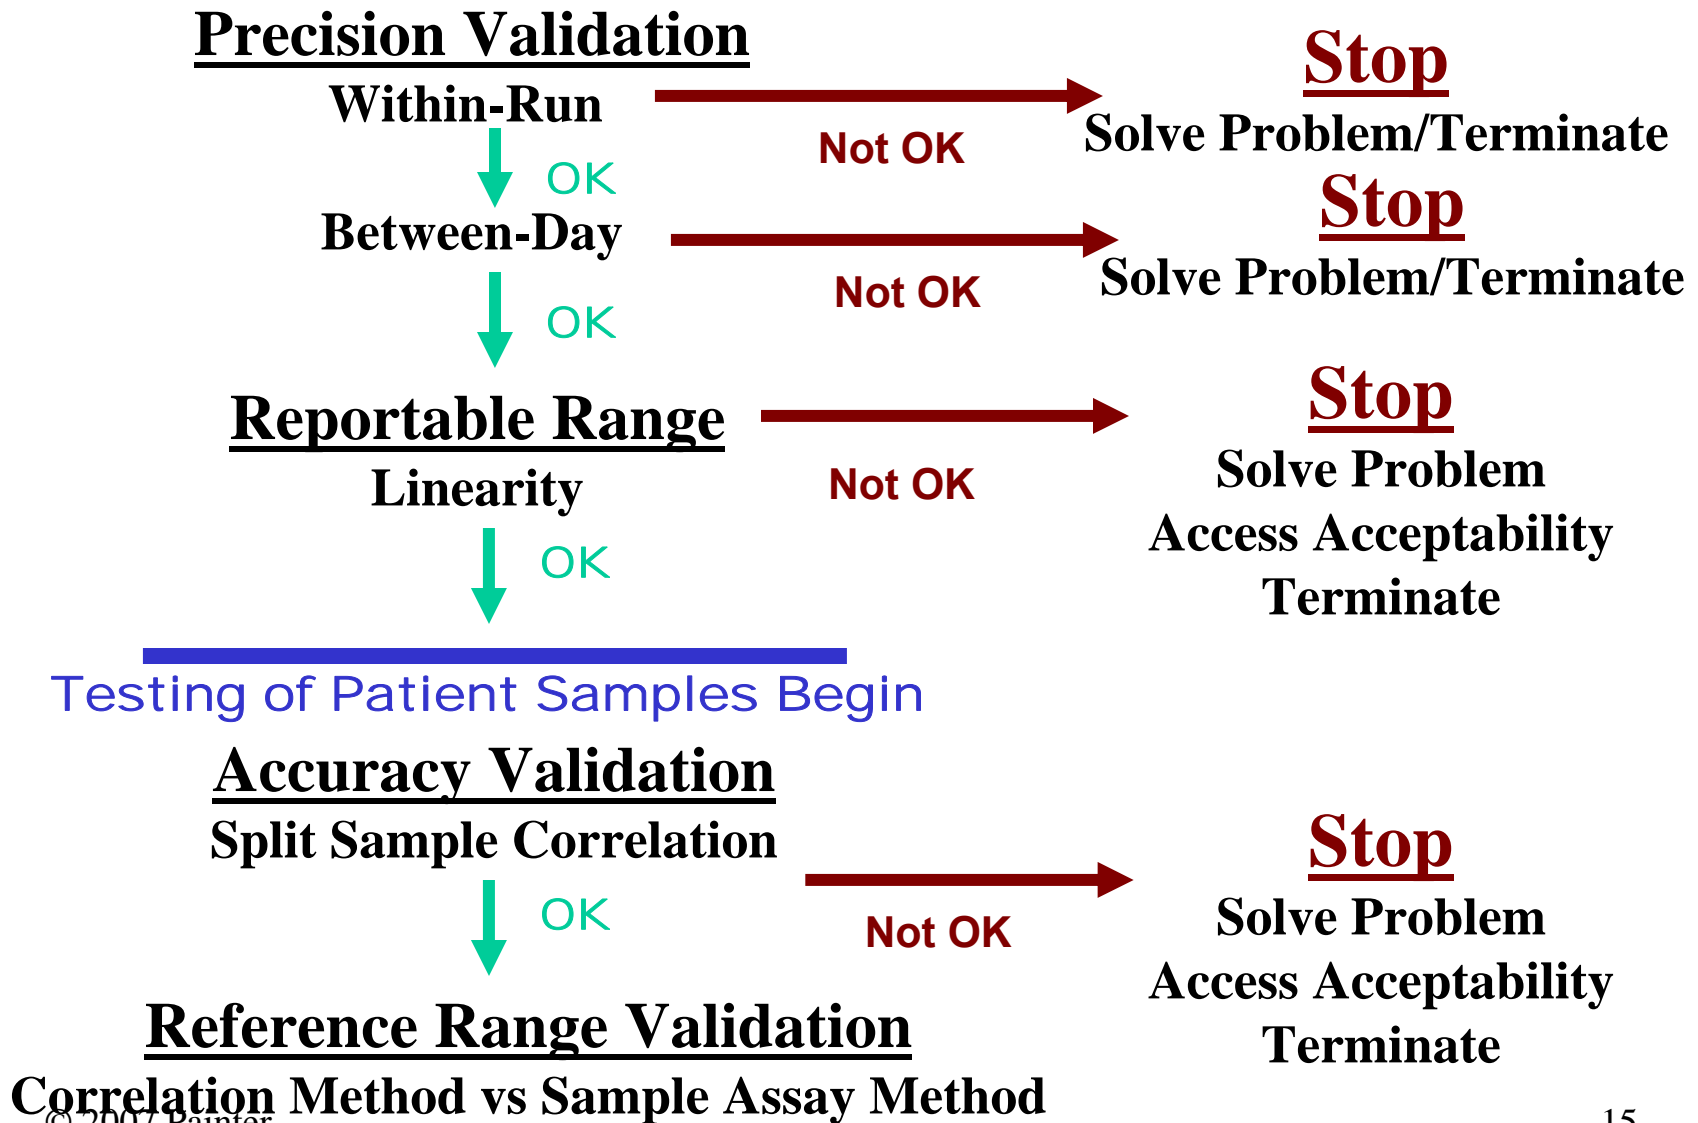 Precision Validation
Within-Run
Not OK
Stop
Solve Problem/Terminate
OK
Between-Day
Not OK
Stop
Solve Problem/Terminate
OK
Reportable Range
Linearity
Not OK
Stop
Solve Problem
Access Acceptability
Terminate
OK
Testing of Patient Samples Begin
Accuracy Validation
Split Sample Correlation
Not OK
Stop
Solve Problem
Access Acceptability
Terminate
OK
Reference Range Validation
Correlation Method vs Sample Assay Method
© 2007 Painter
15